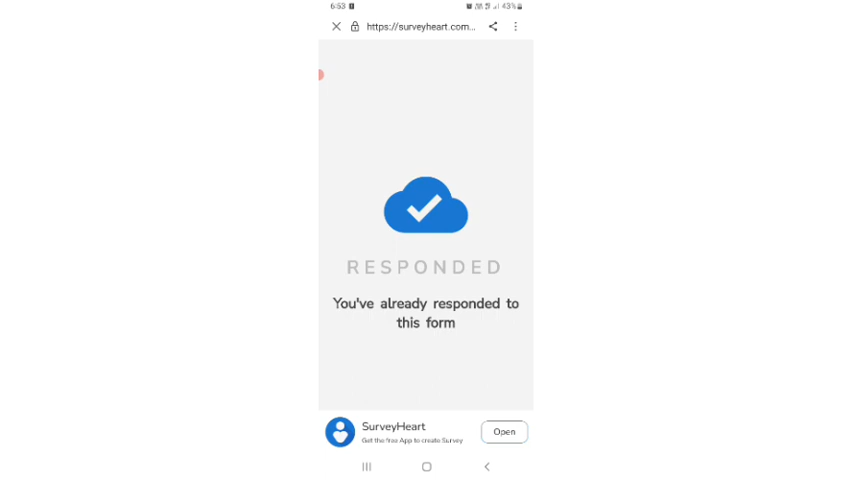 6:53
43%
https://surveyheart.com...
RESPONDED
You've already responded to
this form
SurveyHeart
Get the free App to create Survey
Open